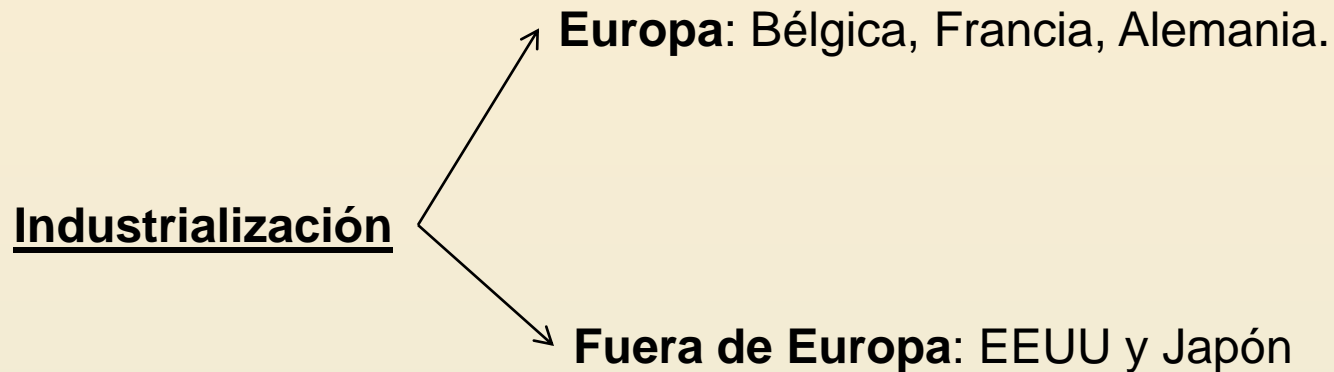 Europa: Bélgica, Francia, Alemania.
Industrialización
Fuera de Europa: EEUU y Japón